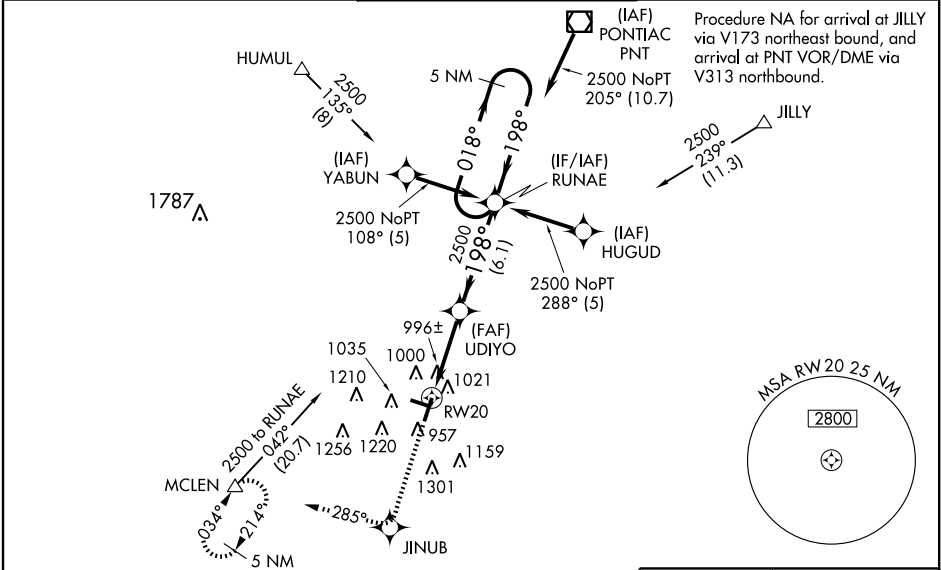 (IAF)
PONTIAC
PNT
Procedure NA for arrival at JILLY
via V173 northeast bound, and
arrival at PNT VOR/DME via
V313 northbound.
HUMUL
5 NM
2500 NoPT
205° (10.7)
2500
135°
(8)
JILLY
2500
239°
(11.3)
018°
198°
(IAF)
YABUN
(IF/IAF)
RUNAE
1787
2500 NoPT
108° (5)
(IAF)
HUGUD
2500
198°
(6.1)
2500 NoPT
288° (5)
(FAF)
UDIYO
996±
1035
1000
1210
1021
RW20
MSA RW 20 25 NM
2800
2500 to RUNAE
042°
(20.7)
1256
1220
957
1159
1301
MCLEN
034°
214°
5 NM
285°
JINUB